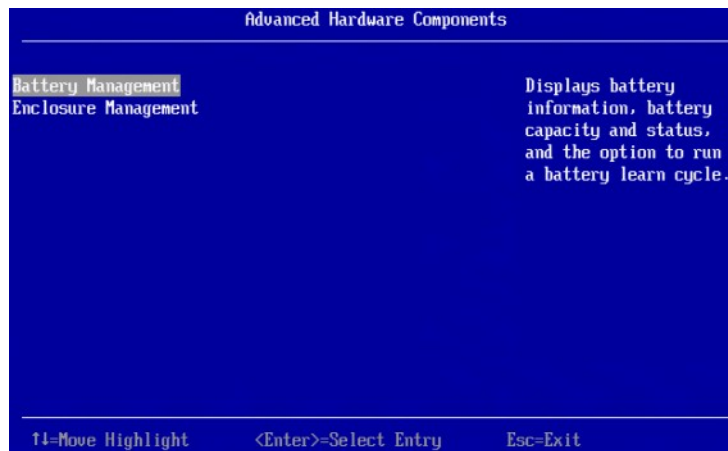 Advanced Hardware Components
Battery Management
Enclosure Management
Displays battery
information, battery
capacity and status,
and the option to run
a battery learn cycle.
↑↓=Move Highlight <Enter>=Select Entry Esc=Exit